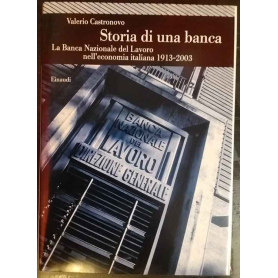 Valerio Castronovo
Storia di una banca
La Banca Nazionale del Lavoro
nell'economia italiana 1913-2003
Einaudi
BANCA
NAZIONALE
DEL
LAVORO
DIREZIONE GENERALE